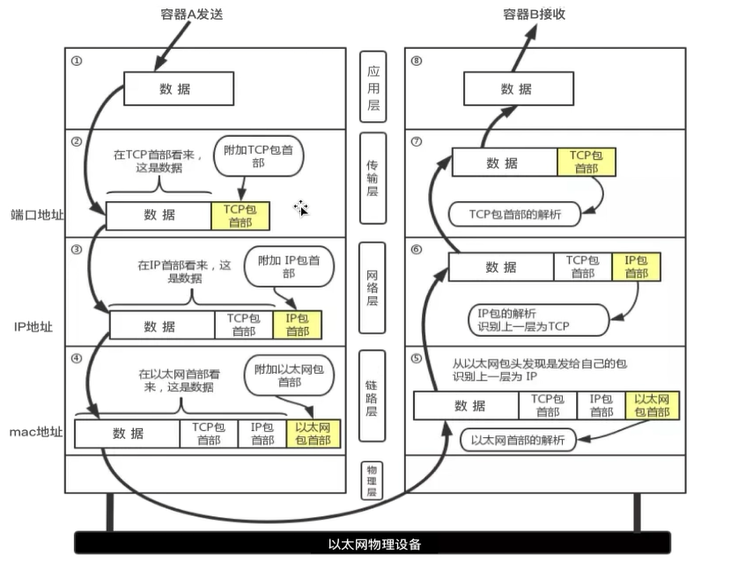 容器A发送
容器B接收
①
数 据
应
用
层
⑧
数 据
②
在TCP首部看来，
这是数据
附加TCP包首
部
端口地址
数 据
TCP包
首部
传
输
层
⑦
数 据
TCP包
首部
TCP包首部的解析
③
在IP首部看来，这
是数据
附加 IP包首
部
IP地址
数 据
TCP包
首部
IP包
首部
网
络
层
⑥
数 据
TCP包
首部
IP包
首部
IP包的解析
识别上一层为TCP
④
在以太网首部看
来，这是数据
附加以太网包
首部
mac地址
数 据
TCP包
首部
IP包
首部
以太网
包首部
链
路
层
⑤
从以太网包头发现是发给自己的包
识别上一层为 IP
数 据
TCP包
首部
IP包
首部
以太网
包首部
以太网首部的解析
物
理
层
以太网物理设备